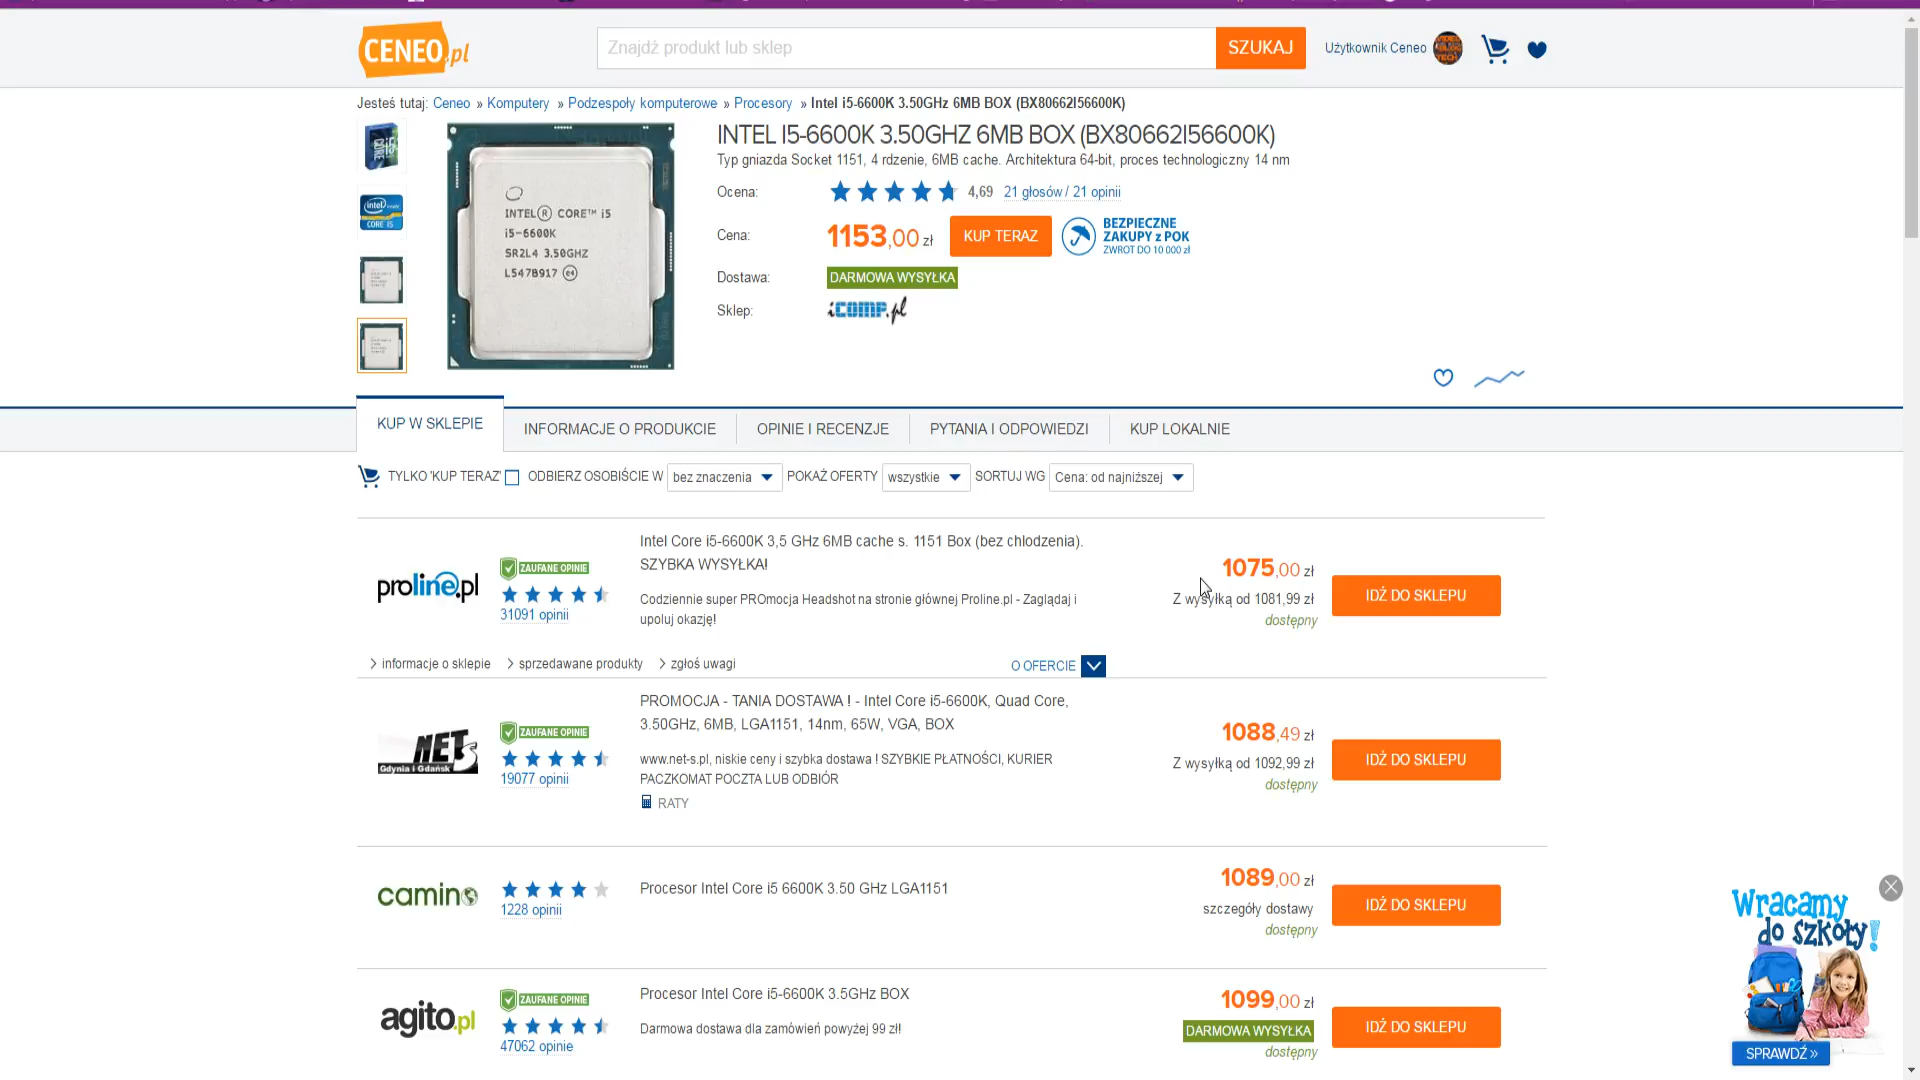 CENEO.pl
Znajdź produkt lub sklep
SZUKAJ
Użytkownik Ceneo
Jesteś tutaj: Ceneo » Komputery » Podzespoły komputerowe » Procesory » Intel i5-6600K 3.50GHz 6MB BOX (BX80662I56600K)
INTEL I5-6600K 3.50GHZ 6MB BOX (BX80662I56600K)
Typ gniazda Socket 1151, 4 rdzenie, 6MB cache. Architektura 64-bit, proces technologiczny 14 nm
INTEL® CORE™ i5
i5-6600K
SR2L4 3.50GHZ
L547B917 e4
intel
CORE i5
Ocena:
4,69
21 głosów / 21 opinii
Cena:
1153,00 zł
KUP TERAZ
BEZPIECZNE
ZAKUPY z POK
ZWROT DO 10 000 zł
Dostawa:
DARMOWA WYSYŁKA
Sklep:
iCOMP.pl
KUP W SKLEPIE
INFORMACJE O PRODUKCIE
OPINIE I RECENZJE
PYTANIA I ODPOWIEDZI
KUP LOKALNIE
TYLKO 'KUP TERAZ'
ODBIERZ OSOBIŚCIE W
bez znaczenia
POKAŻ OFERTY
wszystkie
SORTUJ WG
Cena: od najniższej
proline.pl
ZAUFANE OPINIE
31091 opinii
Intel Core i5-6600K 3,5 GHz 6MB cache s. 1151 Box (bez chlodzenia).
SZYBKA WYSYŁKA!
Codziennie super PROmocja Headshot na stronie głównej Proline.pl - Zaglądaj i
upoluj okazję!
1075,00 zł
Z wysyłką od 1081,99 zł
dostępny
IDŹ DO SKLEPU
informacje o sklepie
sprzedawane produkty
zgłoś uwagi
O OFERCIE
NETs
Gdynia i Gdańsk
ZAUFANE OPINIE
19077 opinii
PROMOCJA - TANIA DOSTAWA ! - Intel Core i5-6600K, Quad Core,
3.50GHz, 6MB, LGA1151, 14nm, 65W, VGA, BOX
www.net-s.pl, niskie ceny i szybka dostawa ! SZYBKIE PŁATNOŚCI, KURIER
PACZKOMAT POCZTA LUB ODBIÓR
RATY
1088,49 zł
Z wysyłką od 1092,99 zł
dostępny
IDŹ DO SKLEPU
camino
1228 opinii
Procesor Intel Core i5 6600K 3.50 GHz LGA1151
1089,00 zł
szczegóły dostawy
dostępny
IDŹ DO SKLEPU
agito.pl
ZAUFANE OPINIE
47062 opinie
Procesor Intel Core i5-6600K 3.5GHz BOX
Darmowa dostawa dla zamówień powyżej 99 zł!
1099,00 zł
DARMOWA WYSYŁKA
dostępny
IDŹ DO SKLEPU
Wracamy
do szkoły!
SPRAWDŹ »